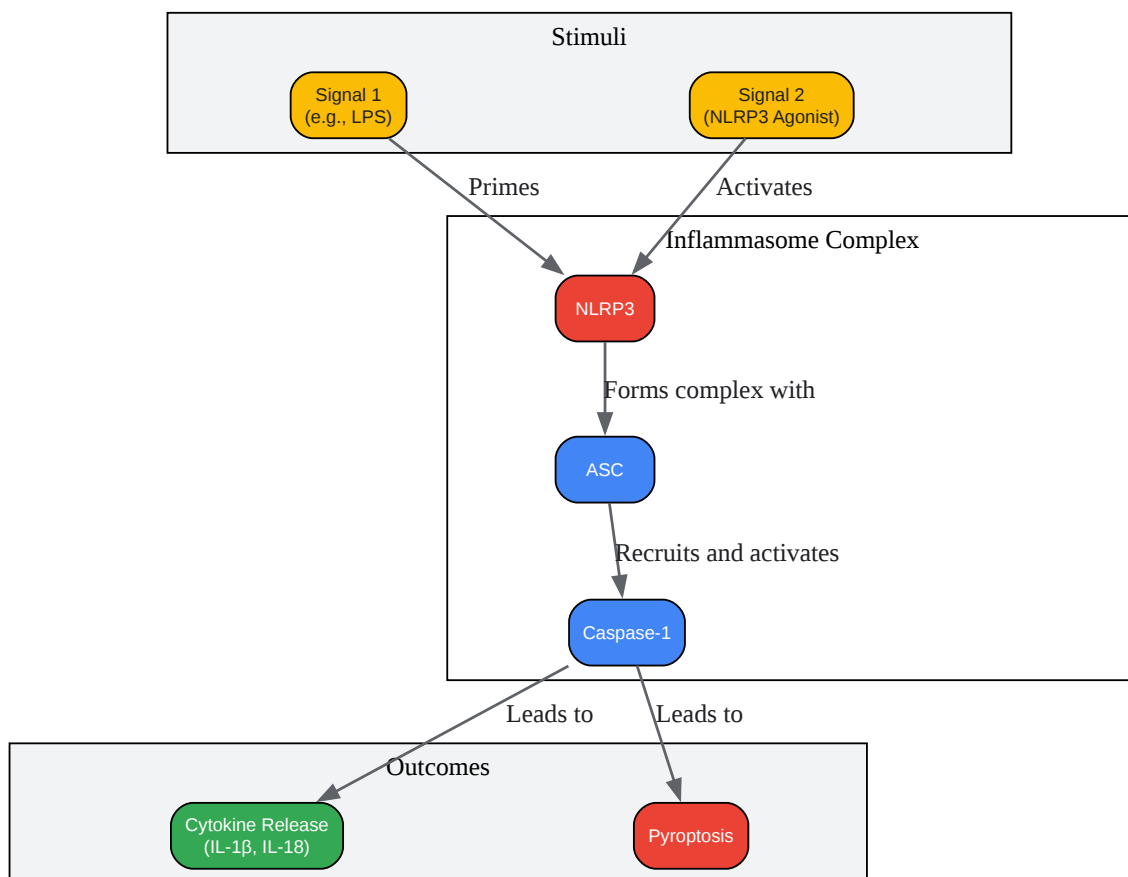 Stimuli
Signal 1
(e.g., LPS)
Signal 2
(NLRP3 Agonist)
Primes
Activates
Inflammasome Complex
NLRP3
Forms complex with
ASC
Recruits and activates
Caspase-1
Leads to
Leads to
Outcomes
Cytokine Release
(IL-1β, IL-18)
Pyroptosis